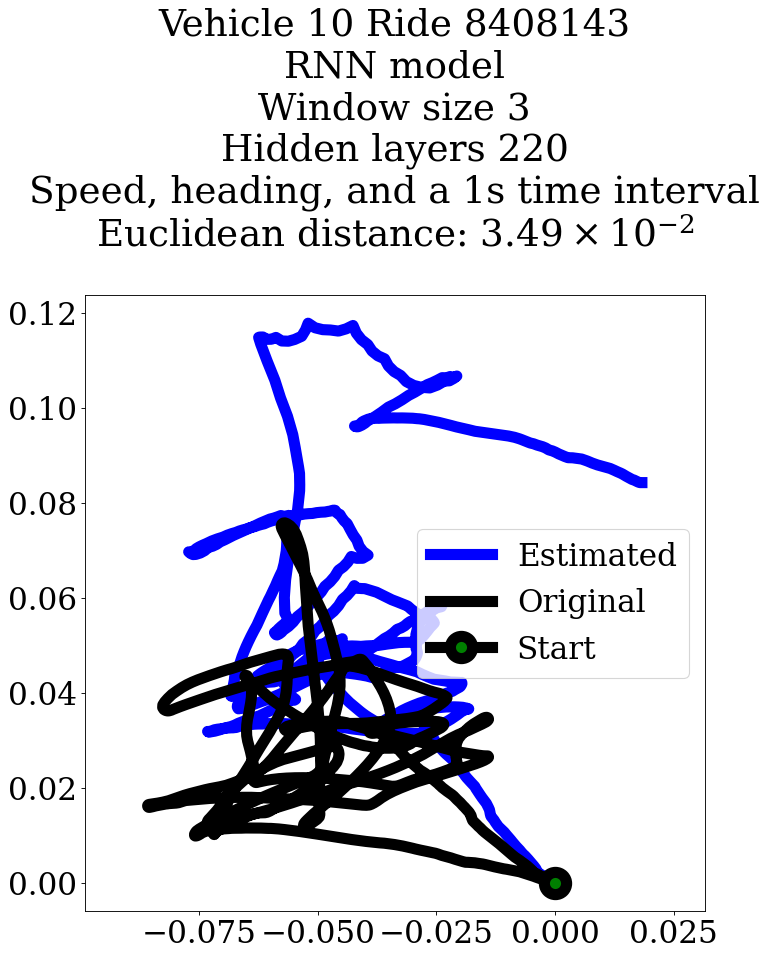 Vehicle 10 Ride 8408143
RNN model
Window size 3
Hidden layers 220
Speed, heading, and a 1s time interval
Euclidean distance: 3.49 × 10⁻²
0.12
0.10
0.08
0.06
0.04
0.02
0.00
Estimated
Original
Start
−0.075 −0.050 −0.025 0.000 0.025